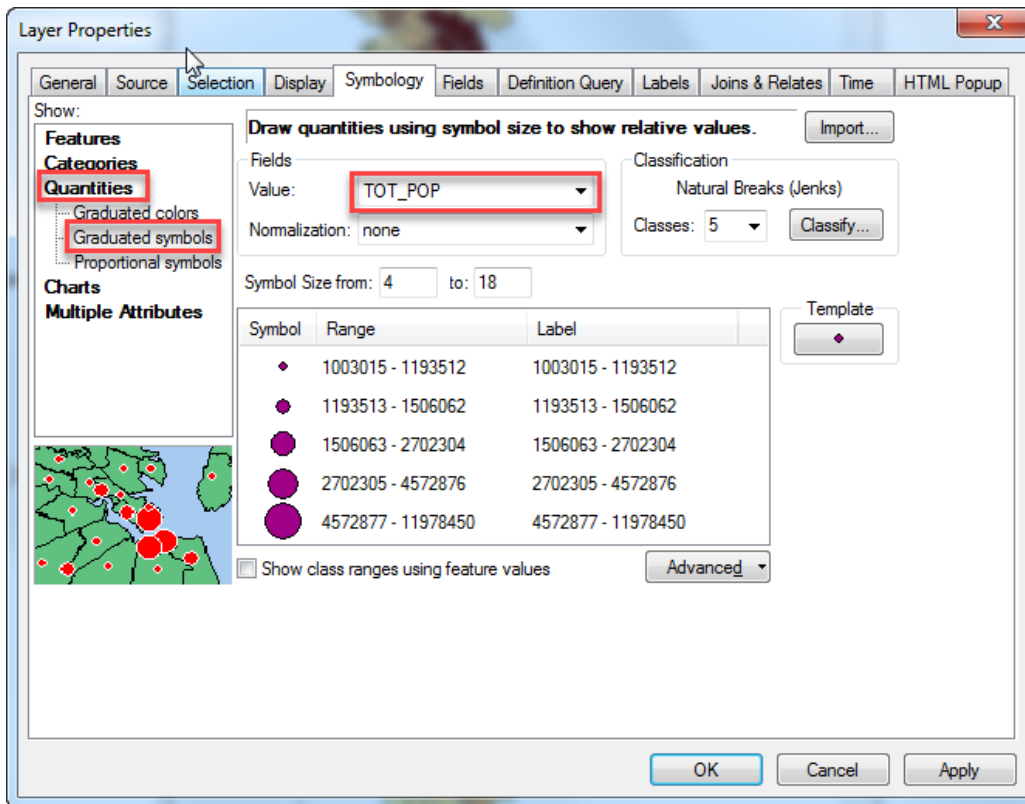 Layer Properties
X
General Source Selection Display Symbology Fields Definition Query Labels Joins & Relates Time HTML Popup
Show:
Features
Categories
Quantities
Graduated colors
Graduated symbols
Proportional symbols
Charts
Multiple Attributes
Draw quantities using symbol size to show relative values.
Import...
Fields
Value: TOT_POP
Normalization: none
Classification
Natural Breaks (Jenks)
Classes: 5 Classify...
Symbol Size from: 4 to: 18
Symbol Range Label
1003015 - 1193512 1003015 - 1193512
1193513 - 1506062 1193513 - 1506062
1506063 - 2702304 1506063 - 2702304
2702305 - 4572876 2702305 - 4572876
4572877 - 11978450 4572877 - 11978450
Template
Show class ranges using feature values
Advanced
OK Cancel Apply